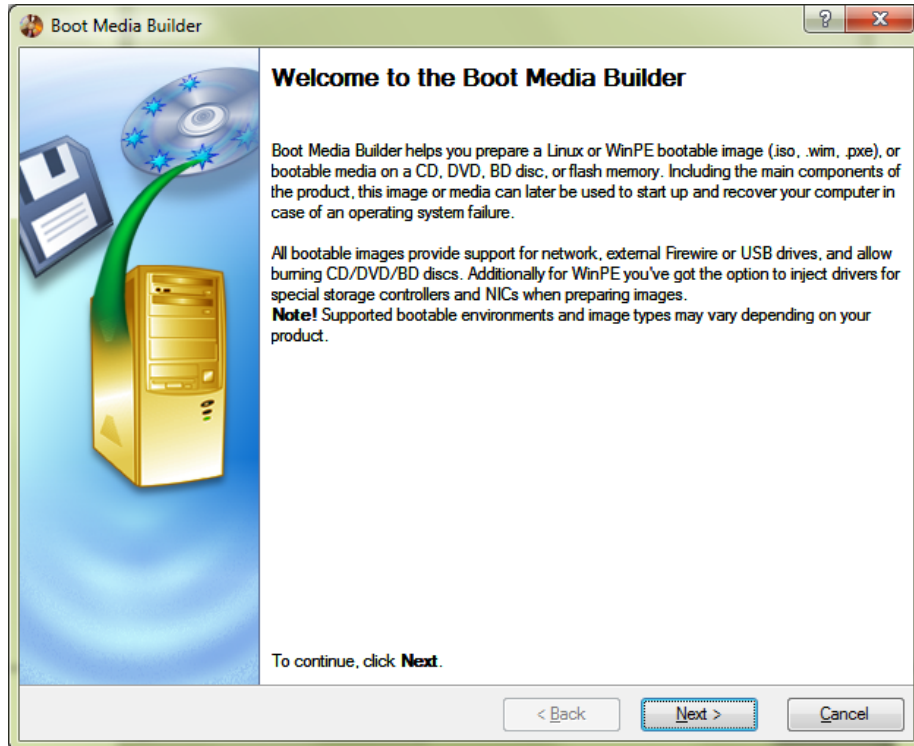 Boot Media Builder
?
X
Welcome to the Boot Media Builder
Boot Media Builder helps you prepare a Linux or WinPE bootable image (.iso, .wim, .pxe), or
bootable media on a CD, DVD, BD disc, or flash memory. Including the main components of
the product, this image or media can later be used to start up and recover your computer in
case of an operating system failure.
All bootable images provide support for network, external Firewire or USB drives, and allow
burning CD/DVD/BD discs. Additionally for WinPE you've got the option to inject drivers for
special storage controllers and NICs when preparing images.
Note! Supported bootable environments and image types may vary depending on your
product.
To continue, click Next.
< Back
Next >
Cancel